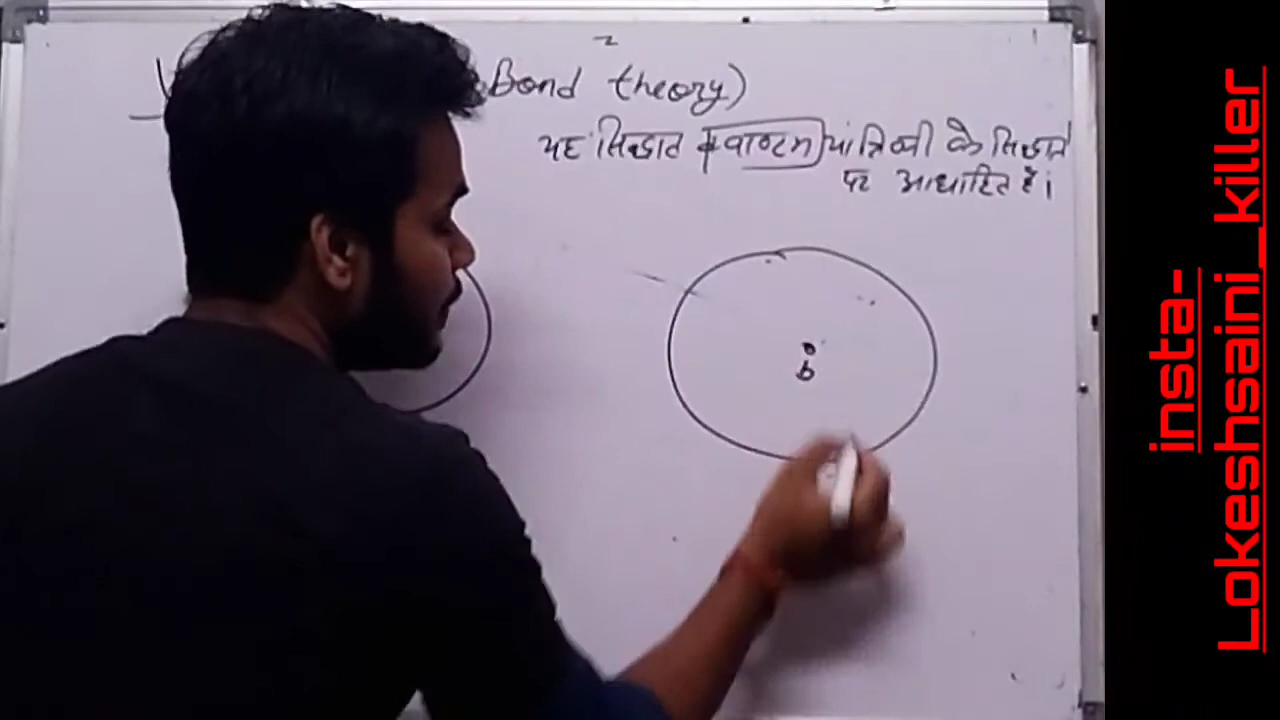 Bond theory)
यह सिद्धांत क्वाण्टम यांत्रिकी के सिद्धांत
पर आधारित है।
b
insta-
Lokeshsaini_killer